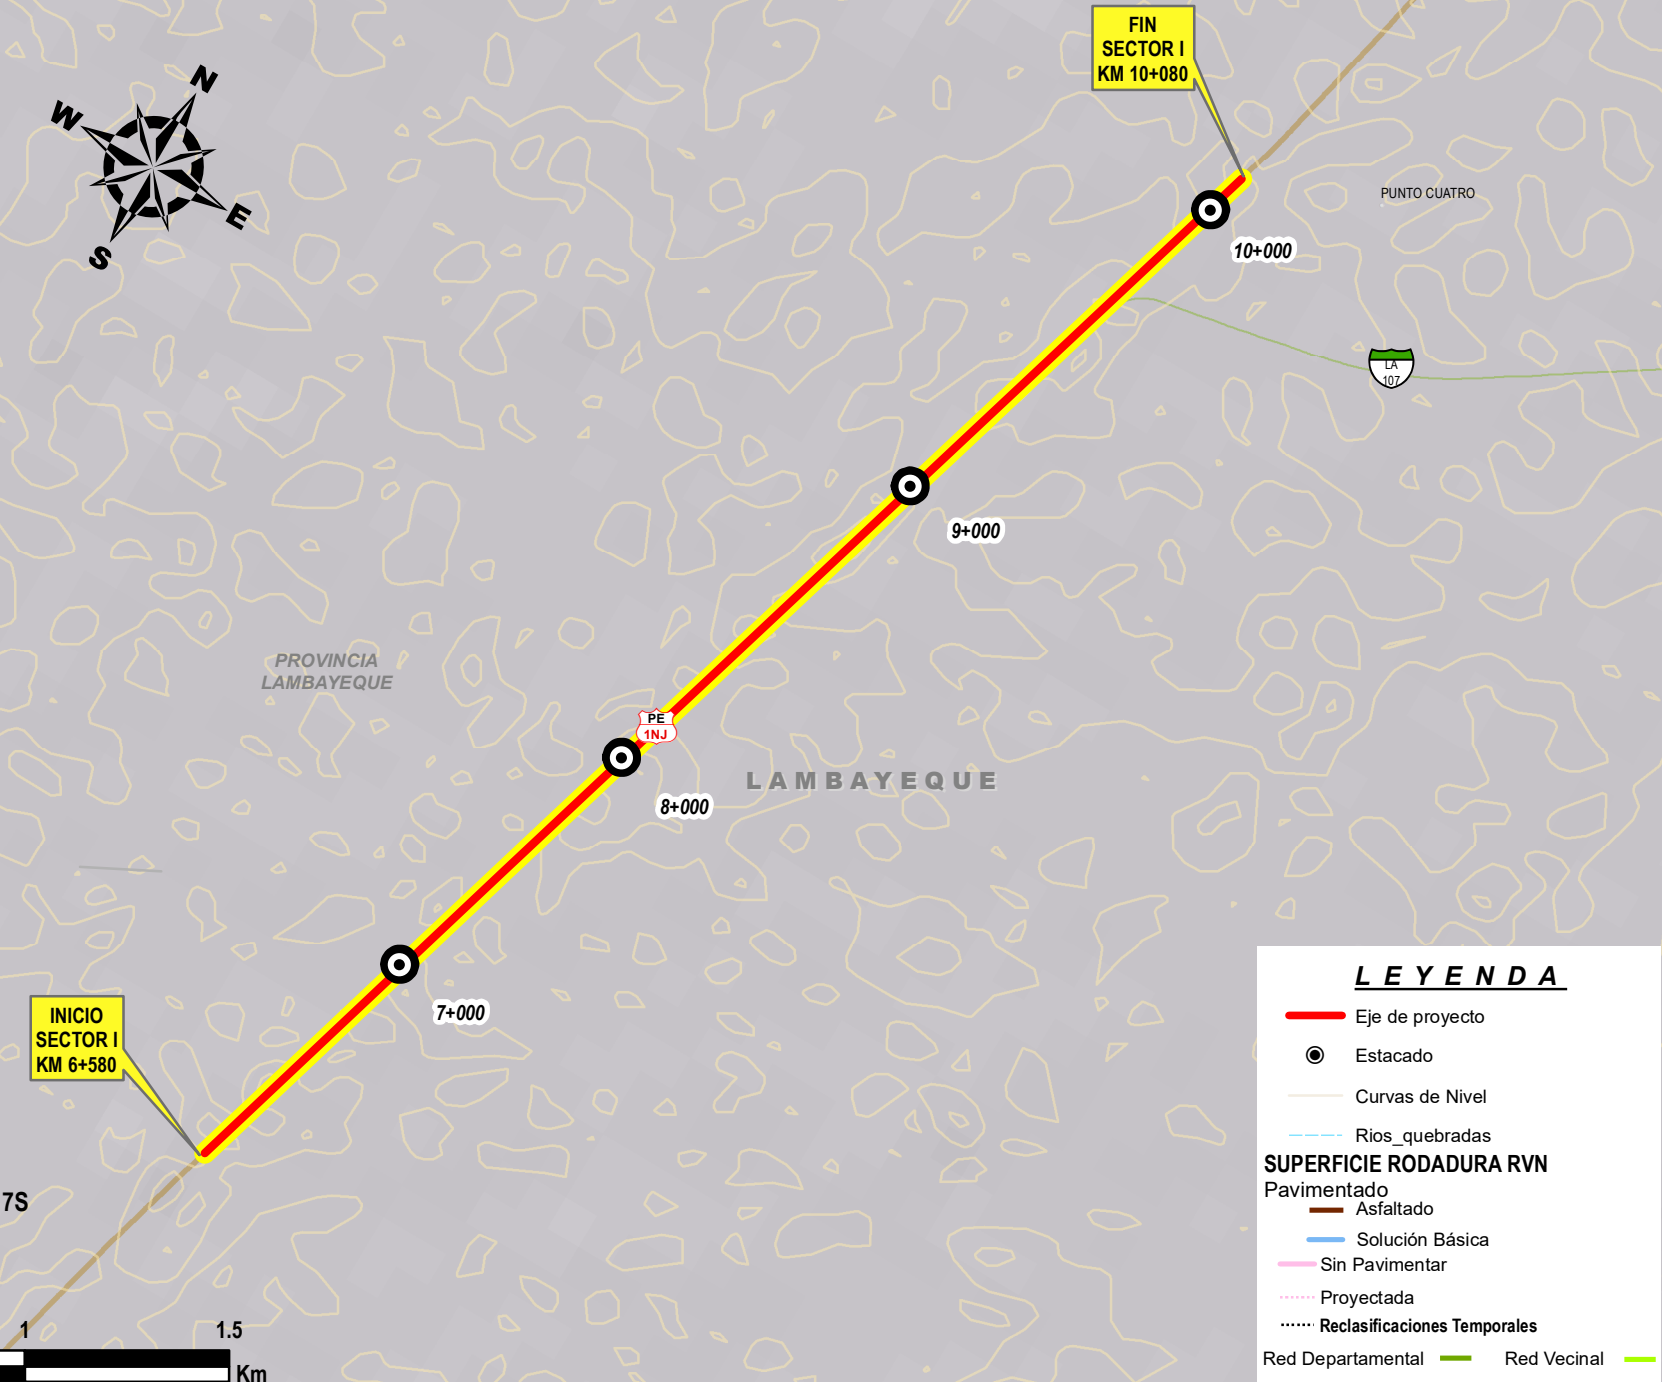 FIN
SECTOR I
KM 10+080
N
W
E
S
PUNTO CUATRO
10+000
LA
107
9+000
PROVINCIA
LAMBAYEQUE
PE
1NJ
LAMBAYEQUE
8+000
7+000
INICIO
SECTOR I
KM 6+580
7S
1 1.5
Km
LEYENDA
Eje de proyecto
Estacado
Curvas de Nivel
Rios_quebradas
SUPERFICIE RODADURA RVN
Pavimentado
Asfaltado
Solución Básica
Sin Pavimentar
Proyectada
Reclasificaciones Temporales
Red Departamental Red Vecinal